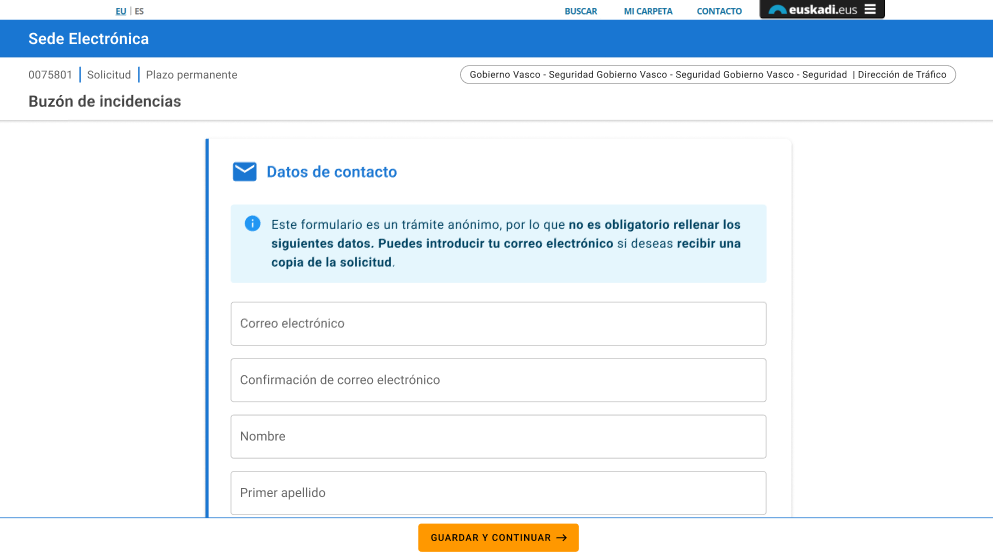 EU | ES
BUSCAR MI CARPETA CONTACTO euskadi.eus
Sede Electrónica
0075801 | Solicitud | Plazo permanente
Gobierno Vasco - Seguridad Gobierno Vasco - Seguridad Gobierno Vasco - Seguridad | Dirección de Tráfico
Buzón de incidencias
Datos de contacto
Este formulario es un trámite anónimo, por lo que no es obligatorio rellenar los
siguientes datos. Puedes introducir tu correo electrónico si deseas recibir una
copia de la solicitud.
Correo electrónico
Confirmación de correo electrónico
Nombre
Primer apellido
GUARDAR Y CONTINUAR →